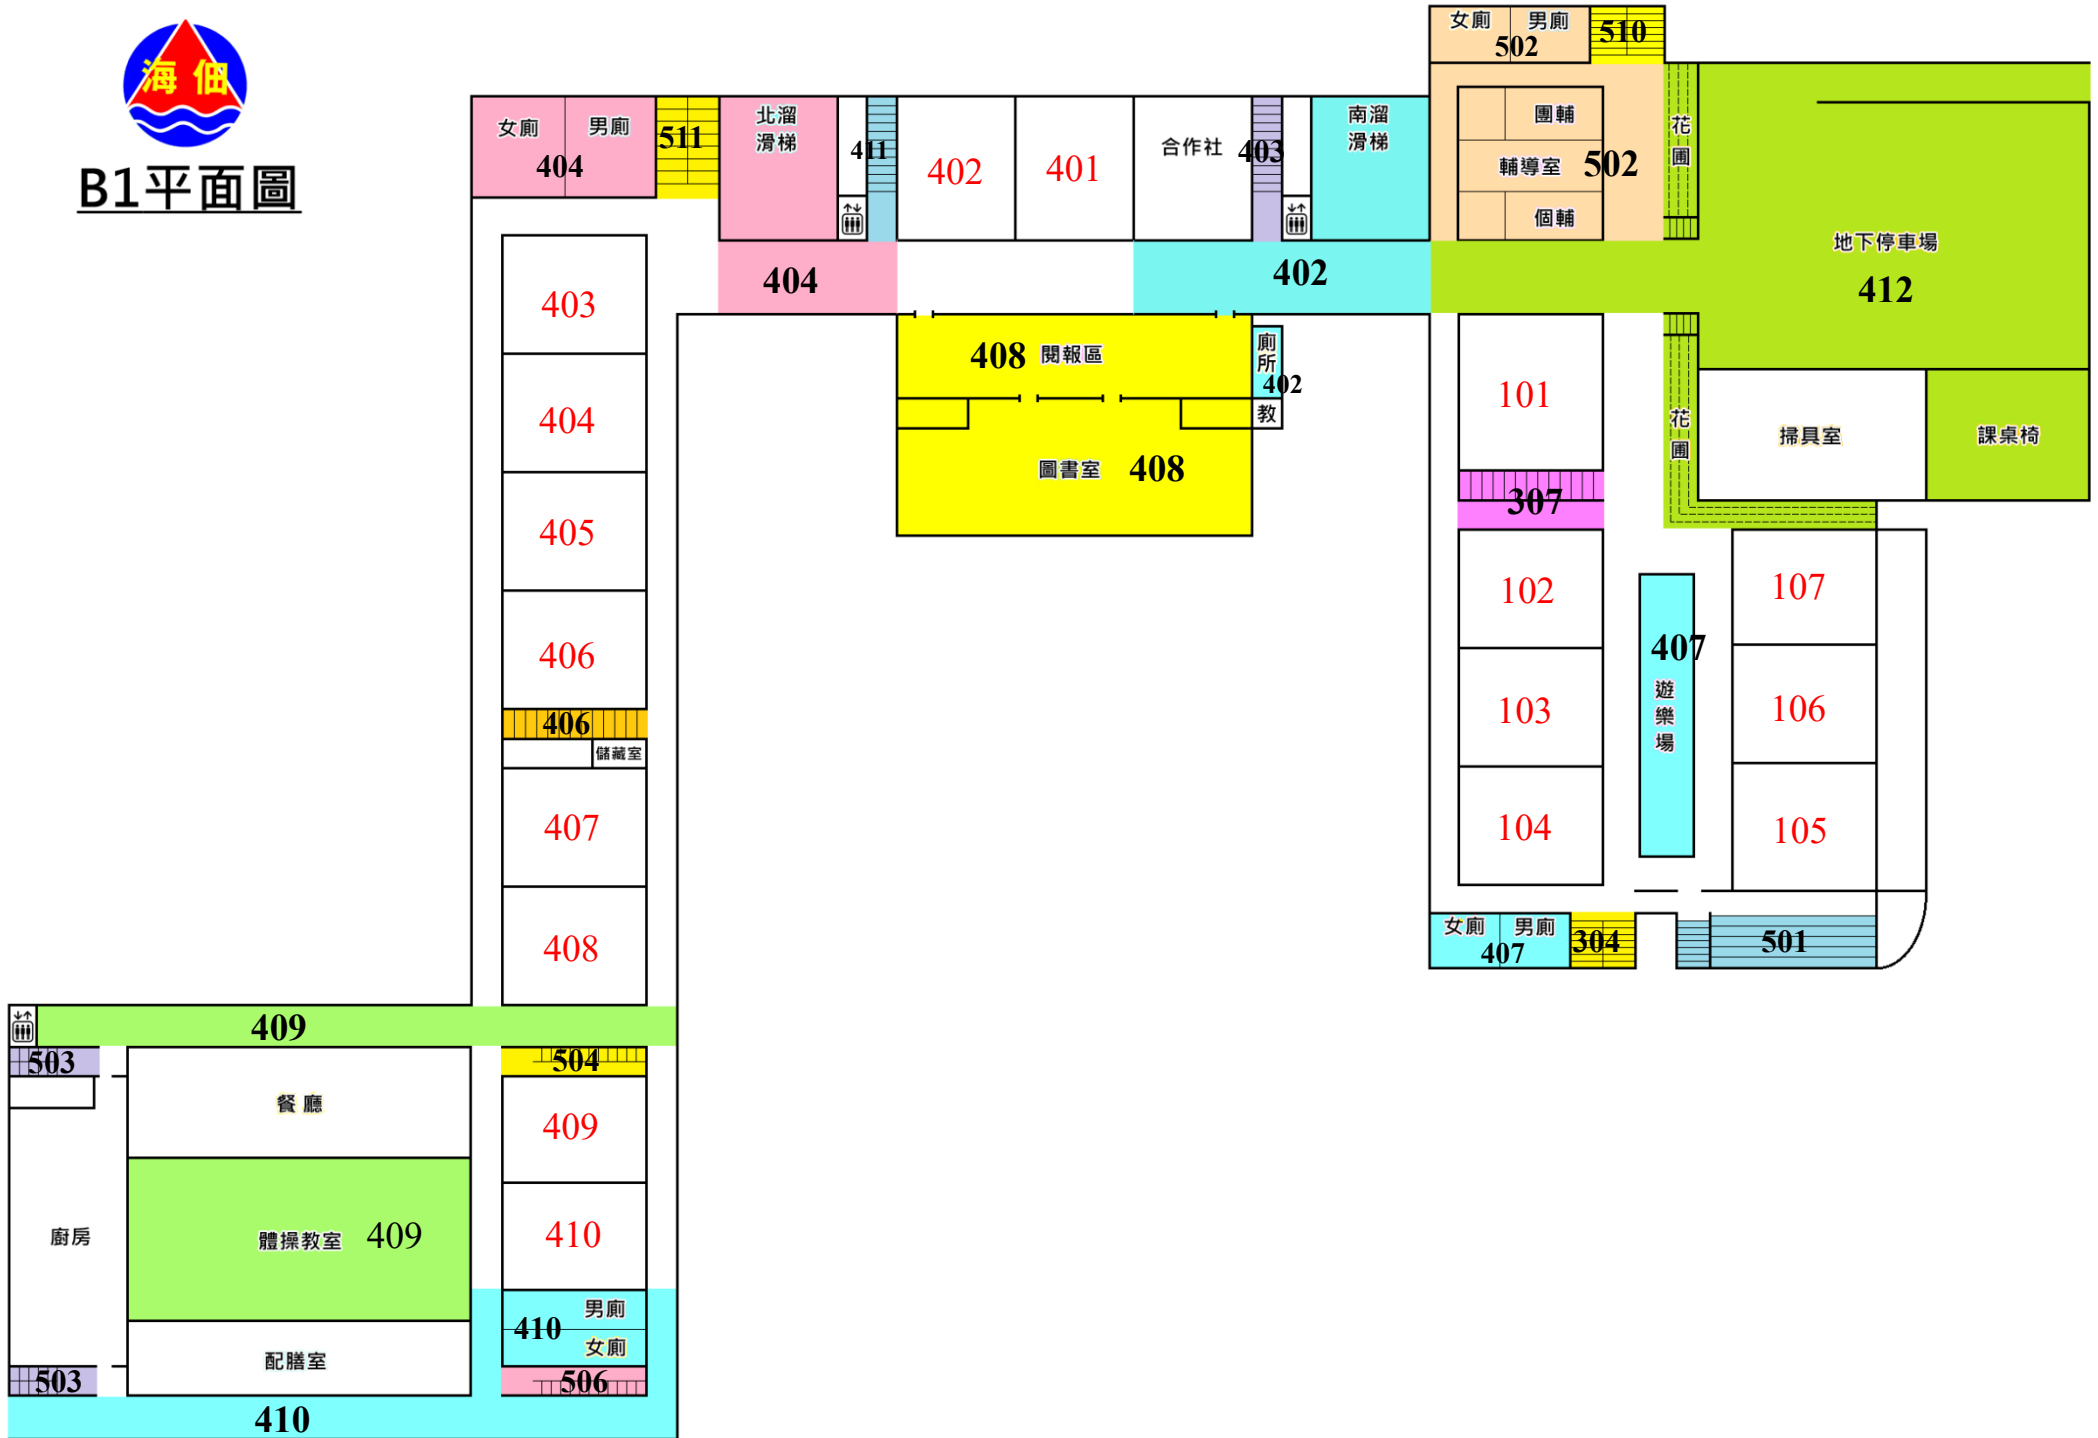 海佃
B1平面圖
女廁 男廁
502
510
女廁 男廁
404
511
北溜
滑梯
411
402
401
合作社
403
南溜
滑梯
團輔
輔導室
502
個輔
花
圃
地下停車場
412
404
402
403
404
405
406
406
儲藏室
407
408
408 閱報區
廁
所
402
教
圖書室 408
101
307
102
103
104
花
圃
掃具室
課桌椅
407
遊
樂
場
107
106
105
女廁 男廁
407
304
501
409
503
504
餐廳
409
廚房
體操教室 409
410
男廁
410
女廁
配膳室
503
506
410